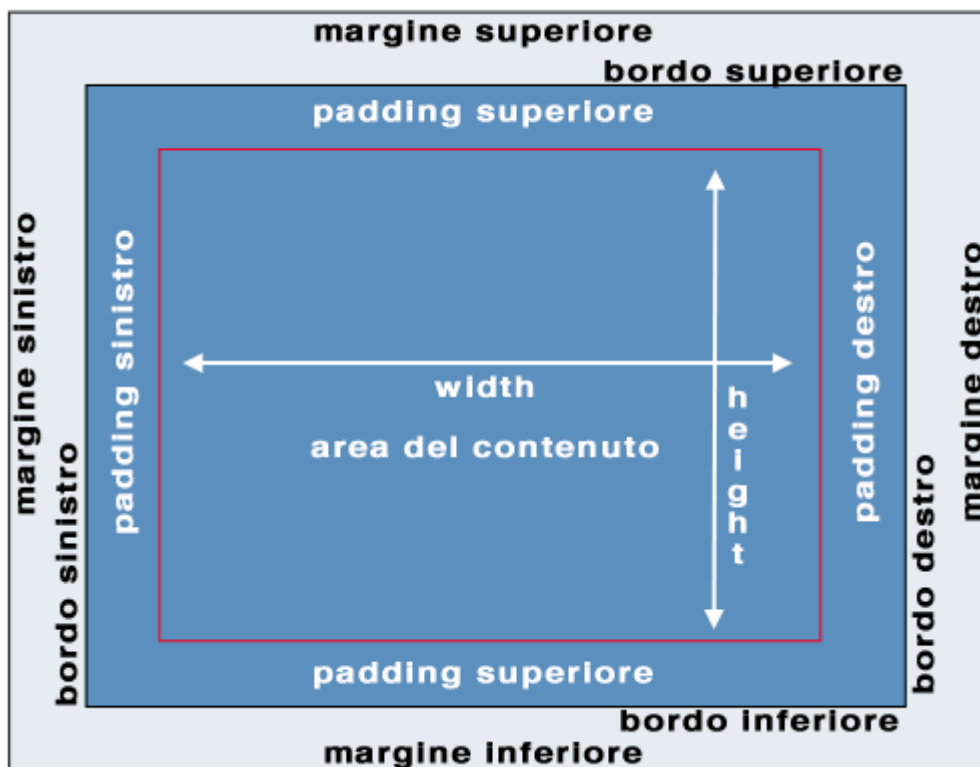 margine superiore
bordo superiore
padding superiore
margine sinistro
bordo sinistro
padding sinistro
width
area del contenuto
height
padding destro
bordo destro
margine destro
padding superiore
bordo inferiore
margine inferiore